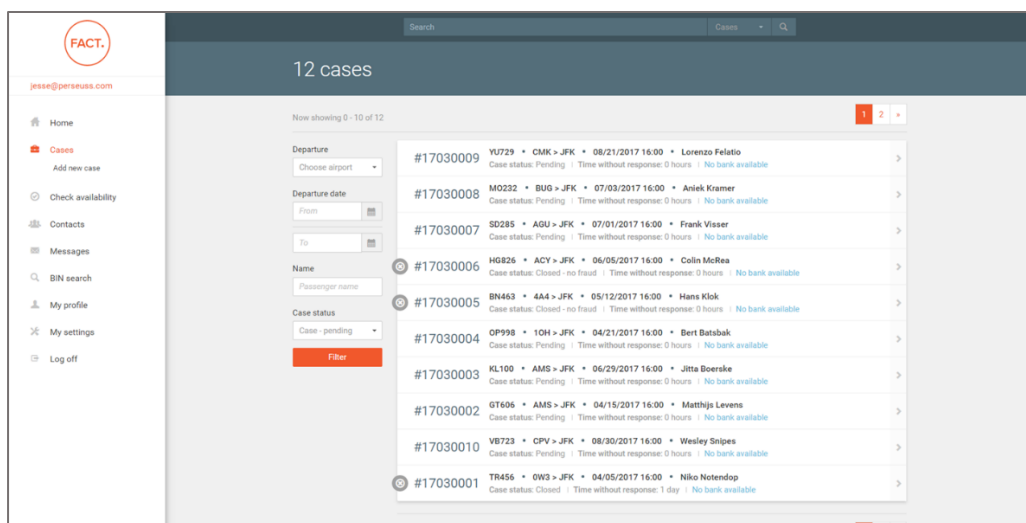 FACT.
jesse@perseuss.com
Home
Cases
Add new case
Check availability
Contacts
Messages
BIN search
My profile
My settings
Log off
Search
Cases
12 cases
Now showing 0 - 10 of 12
1 2 »
Departure
Choose airport
Departure date
From
To
Name
Passenger name
Case status
Case - pending
Filter
#17030009 YU729 • CMK > JFK • 08/21/2017 16:00 • Lorenzo Felatio
Case status: Pending | Time without response: 0 hours | No bank available
#17030008 MO232 • BUG > JFK • 07/03/2017 16:00 • Aniek Kramer
Case status: Pending | Time without response: 0 hours | No bank available
#17030007 SD285 • AGU > JFK • 07/01/2017 16:00 • Frank Visser
Case status: Pending | Time without response: 0 hours | No bank available
#17030006 HG826 • ACY > JFK • 06/05/2017 16:00 • Colin McRea
Case status: Closed - no fraud | Time without response: 0 hours | No bank available
#17030005 BN463 • 4A4 > JFK • 05/12/2017 16:00 • Hans Klok
Case status: Closed - no fraud | Time without response: 0 hours | No bank available
#17030004 OP998 • 1OH > JFK • 04/21/2017 16:00 • Bert Batsbak
Case status: Pending | Time without response: 0 hours | No bank available
#17030003 KL100 • AMS > JFK • 06/29/2017 16:00 • Jitta Boerske
Case status: Pending | Time without response: 0 hours | No bank available
#17030002 GT606 • AMS > JFK • 04/15/2017 16:00 • Matthijs Levens
Case status: Pending | Time without response: 0 hours | No bank available
#17030010 VB723 • CPV > JFK • 08/30/2017 16:00 • Wesley Snipes
Case status: Pending | Time without response: 0 hours | No bank available
#17030001 TR456 • 0W3 > JFK • 04/05/2017 16:00 • Niko Notendop
Case status: Closed | Time without response: 1 day | No bank available